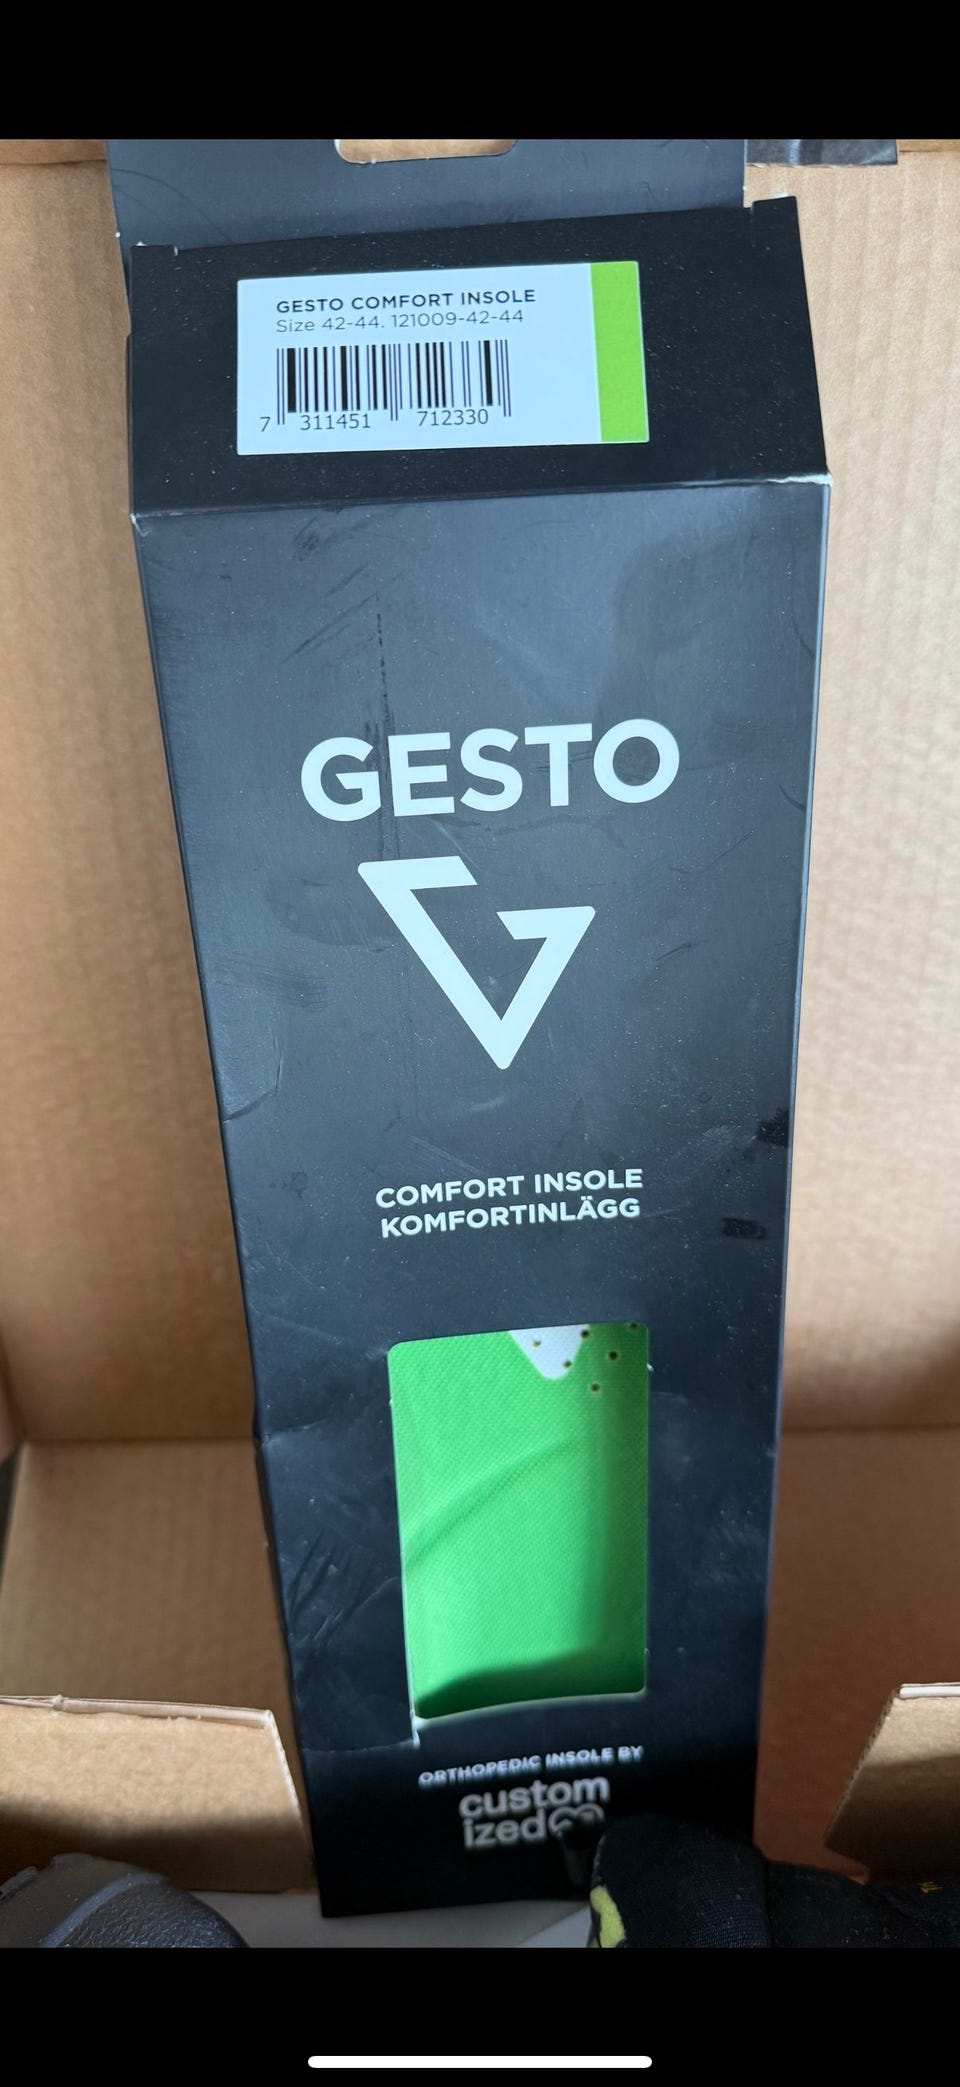 GESTO COMFORT INSOLE
Size 42-44. 121009-42-44
7 311451 712330
GESTO
COMFORT INSOLE
KOMFORTINLÄGG
ORTHOPEDIC INSOLE BY
custom
ized